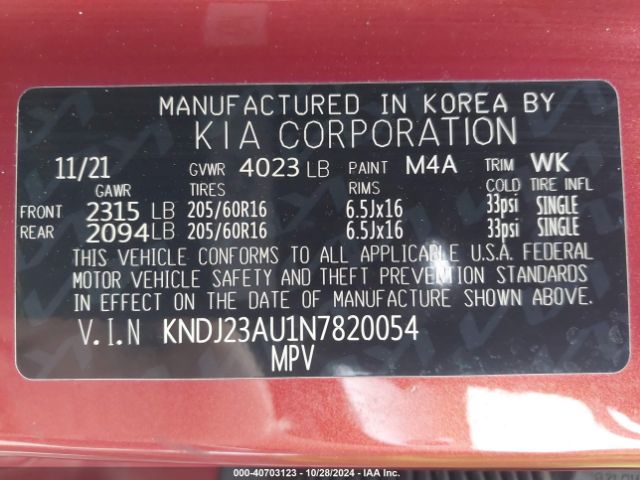 MANUFACTURED IN KOREA BY
KIA CORPORATION
11/21 GVWR 4023 LB PAINT M4A TRIM WK
GAWR TIRES RIMS COLD TIRE INFL
FRONT 2315 LB 205/60R16 6.5Jx16 33psi SINGLE
REAR 2094 LB 205/60R16 6.5Jx16 33psi SINGLE
THIS VEHICLE CONFORMS TO ALL APPLICABLE U.S.A. FEDERAL
MOTOR VEHICLE SAFETY AND THEFT PREVENTION STANDARDS
IN EFFECT ON THE DATE OF MANUFACTURE SHOWN ABOVE.
V.I.N KNDJ23AU1N7820054
MPV
000-40703123 - 10/28/2024 - IAA Inc.